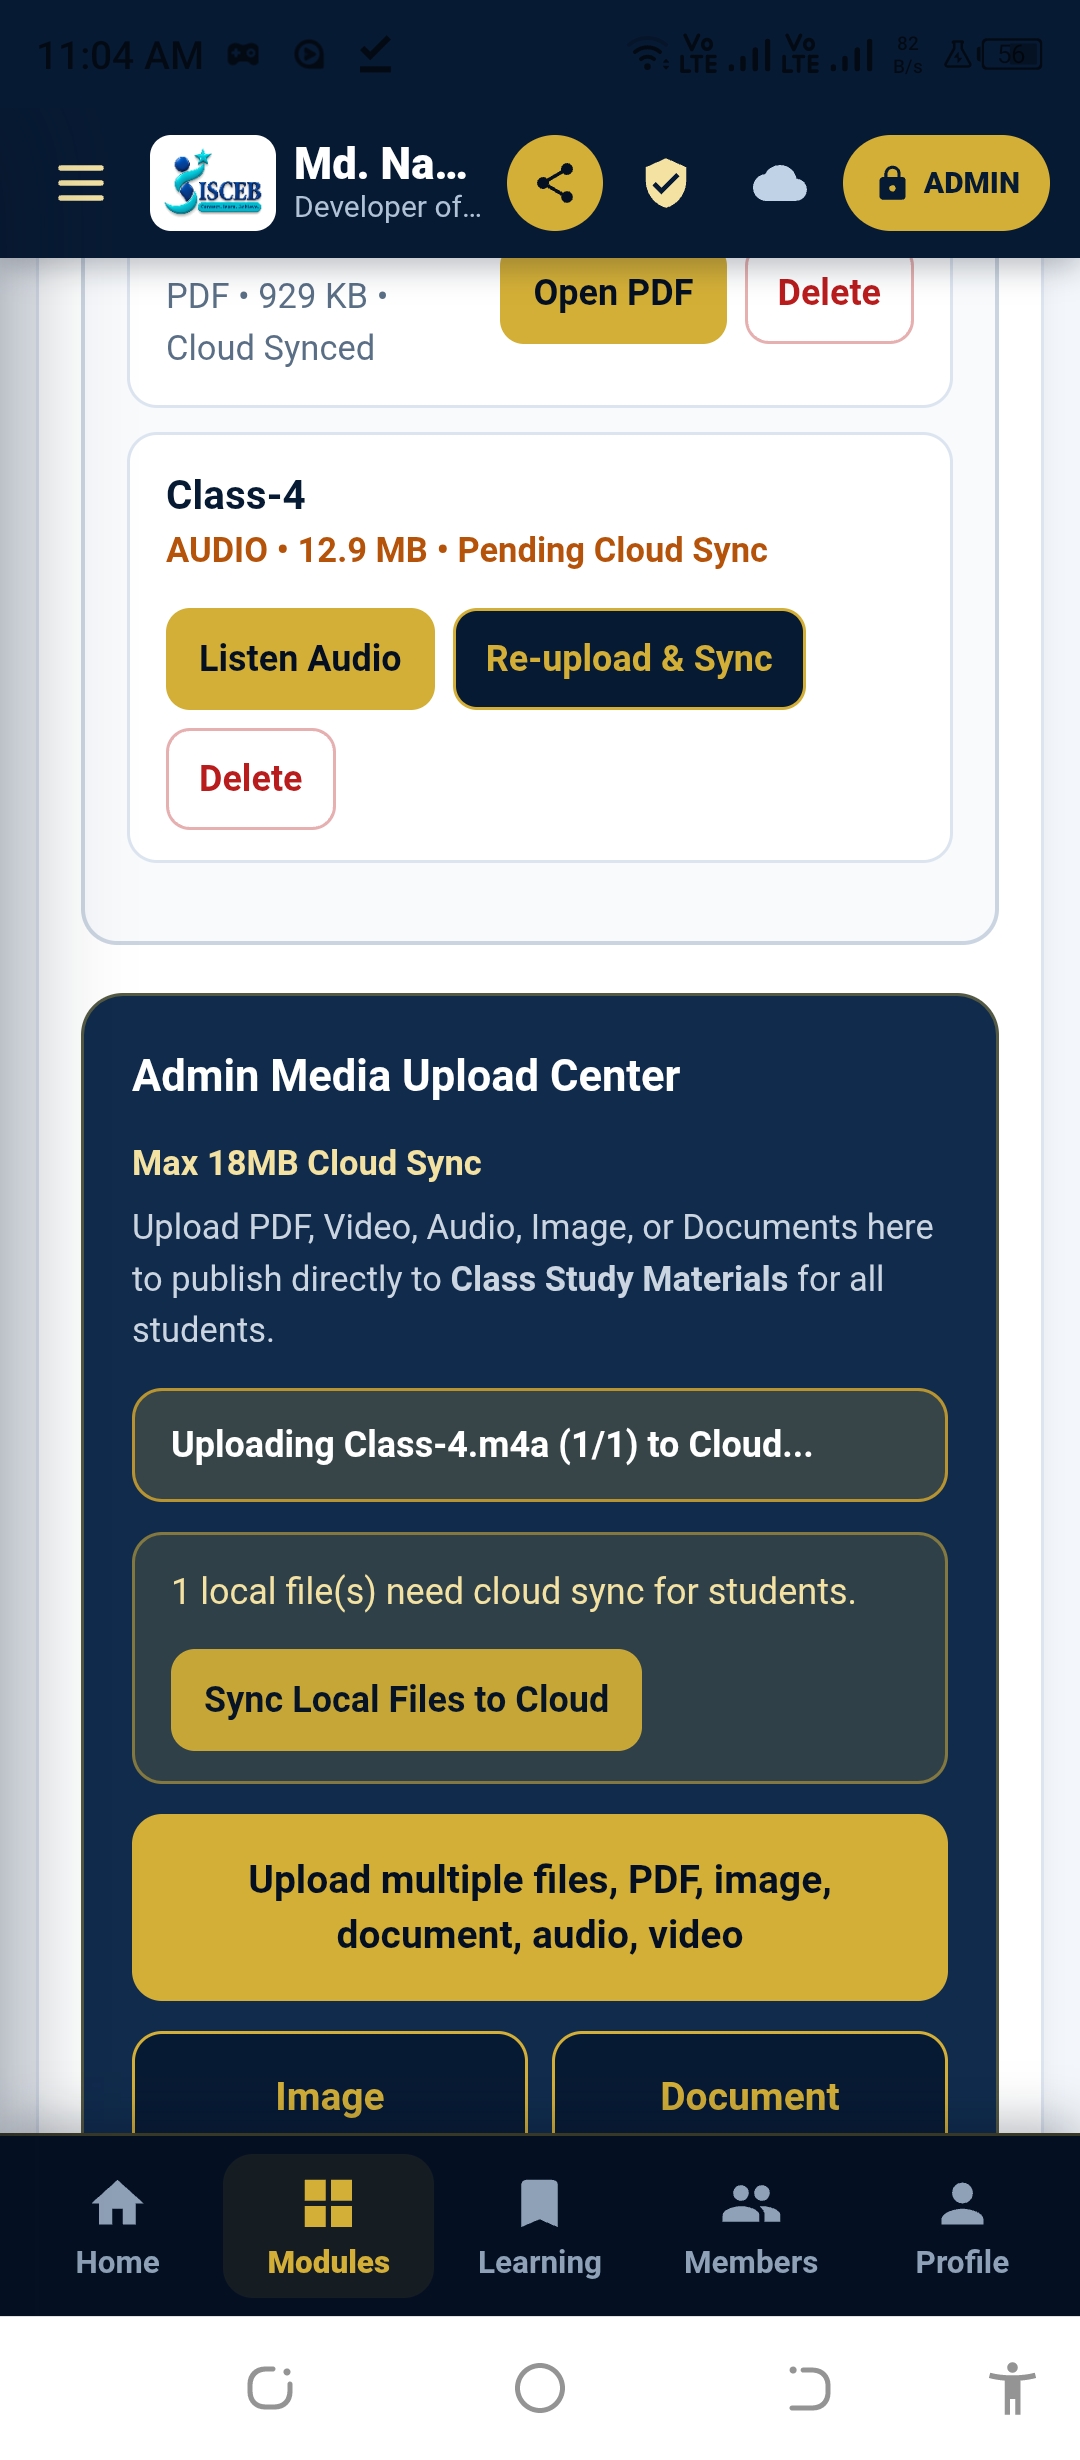 11:04 AM
Vo LTE
Vo LTE
82 B/s
56
ISCEB
Md. Na...
Developer of...
ADMIN
PDF • 929 KB •
Cloud Synced
Open PDF
Delete
Class-4
AUDIO • 12.9 MB • Pending Cloud Sync
Listen Audio
Re-upload & Sync
Delete
Admin Media Upload Center
Max 18MB Cloud Sync
Upload PDF, Video, Audio, Image, or Documents here
to publish directly to Class Study Materials for all
students.
Uploading Class-4.m4a (1/1) to Cloud...
1 local file(s) need cloud sync for students.
Sync Local Files to Cloud
Upload multiple files, PDF, image,
document, audio, video
Image
Document
Home
Modules
Learning
Members
Profile